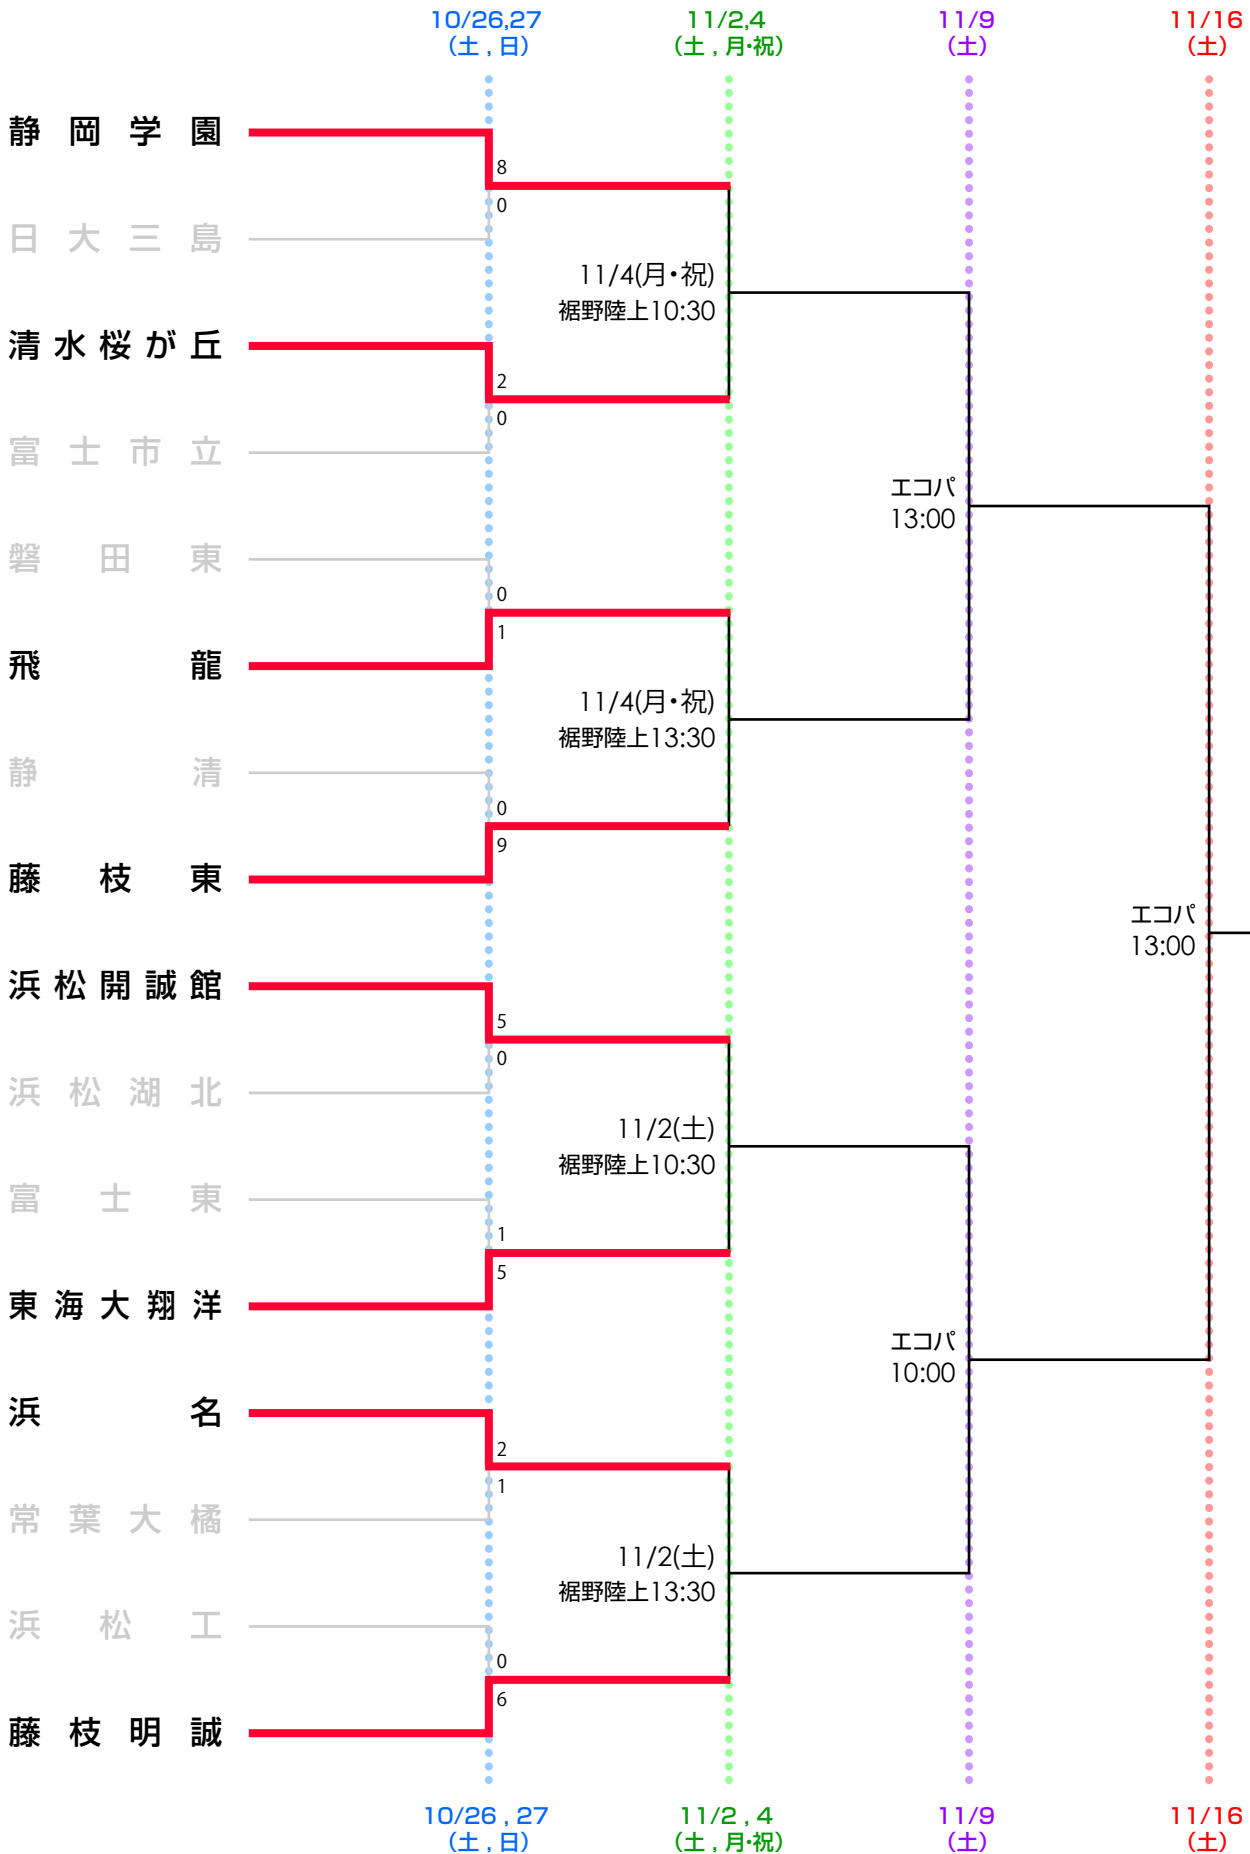 10/26,27
(土,日)
11/2,4
(土,月・祝)
11/9
(土)
11/16
(土)
静岡学園
8
0
日大三島
11/4(月・祝)
裾野陸上10:30
清水桜が丘
2
0
富士市立
エコパ
13:00
磐田東
0
1
飛龍
11/4(月・祝)
裾野陸上13:30
静清
0
9
藤枝東
エコパ
13:00
浜松開誠館
5
0
浜松湖北
11/2(土)
裾野陸上10:30
富士東
1
5
東海大翔洋
エコパ
10:00
浜名
2
1
常葉大橘
11/2(土)
裾野陸上13:30
浜松工
0
6
藤枝明誠
10/26,27
(土,日)
11/2,4
(土,月・祝)
11/9
(土)
11/16
(土)